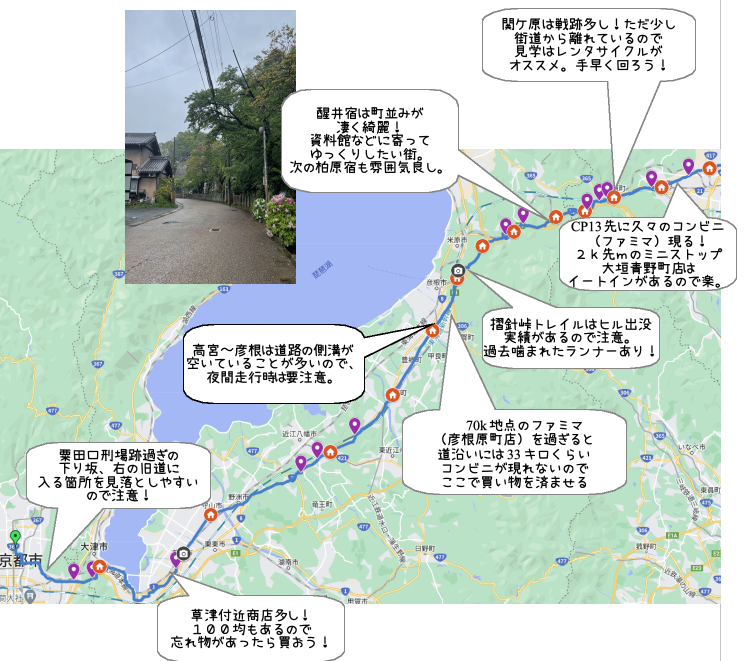 関ケ原は戦跡多し！ただ少し
街道から離れているので
見学はレンタサイクルが
オススメ。手早く回ろう！
醒井宿は町並みが
凄く綺麗！
資料館などに寄って
ゆっくりしたい街。
次の柏原宿も雰囲気良し。
CP13先に久々のコンビニ
（ファミマ）現る！
２ｋ先ｍのミニストップ
大垣青野町店は
イートインがあるので楽。
米原市
琵琶湖
彦根市
摺針峠トレイルはヒル出没
実績があるので注意。
過去噛まれたランナーあり！
高宮～彦根は道路の側溝が
空いていることが多いので、
夜間走行時は要注意。
甲良町
70k地点のファミマ
（彦根原町店）を過ぎると
道沿いには33キロくらい
コンビニが現れないので
ここで買い物を済ませる
近江八幡市
東近江
いなべ市
東員町
粟田口刑場跡過ぎの
下り坂、右の旧道に
入る箇所を見落としやすい
ので注意！
野洲市
竜王町
栗東市
湖南市
日野町
菰野町
甲賀市
大津市
京都市
草津付近商店多し！
１００均もあるので
忘れ物があったら買おう！